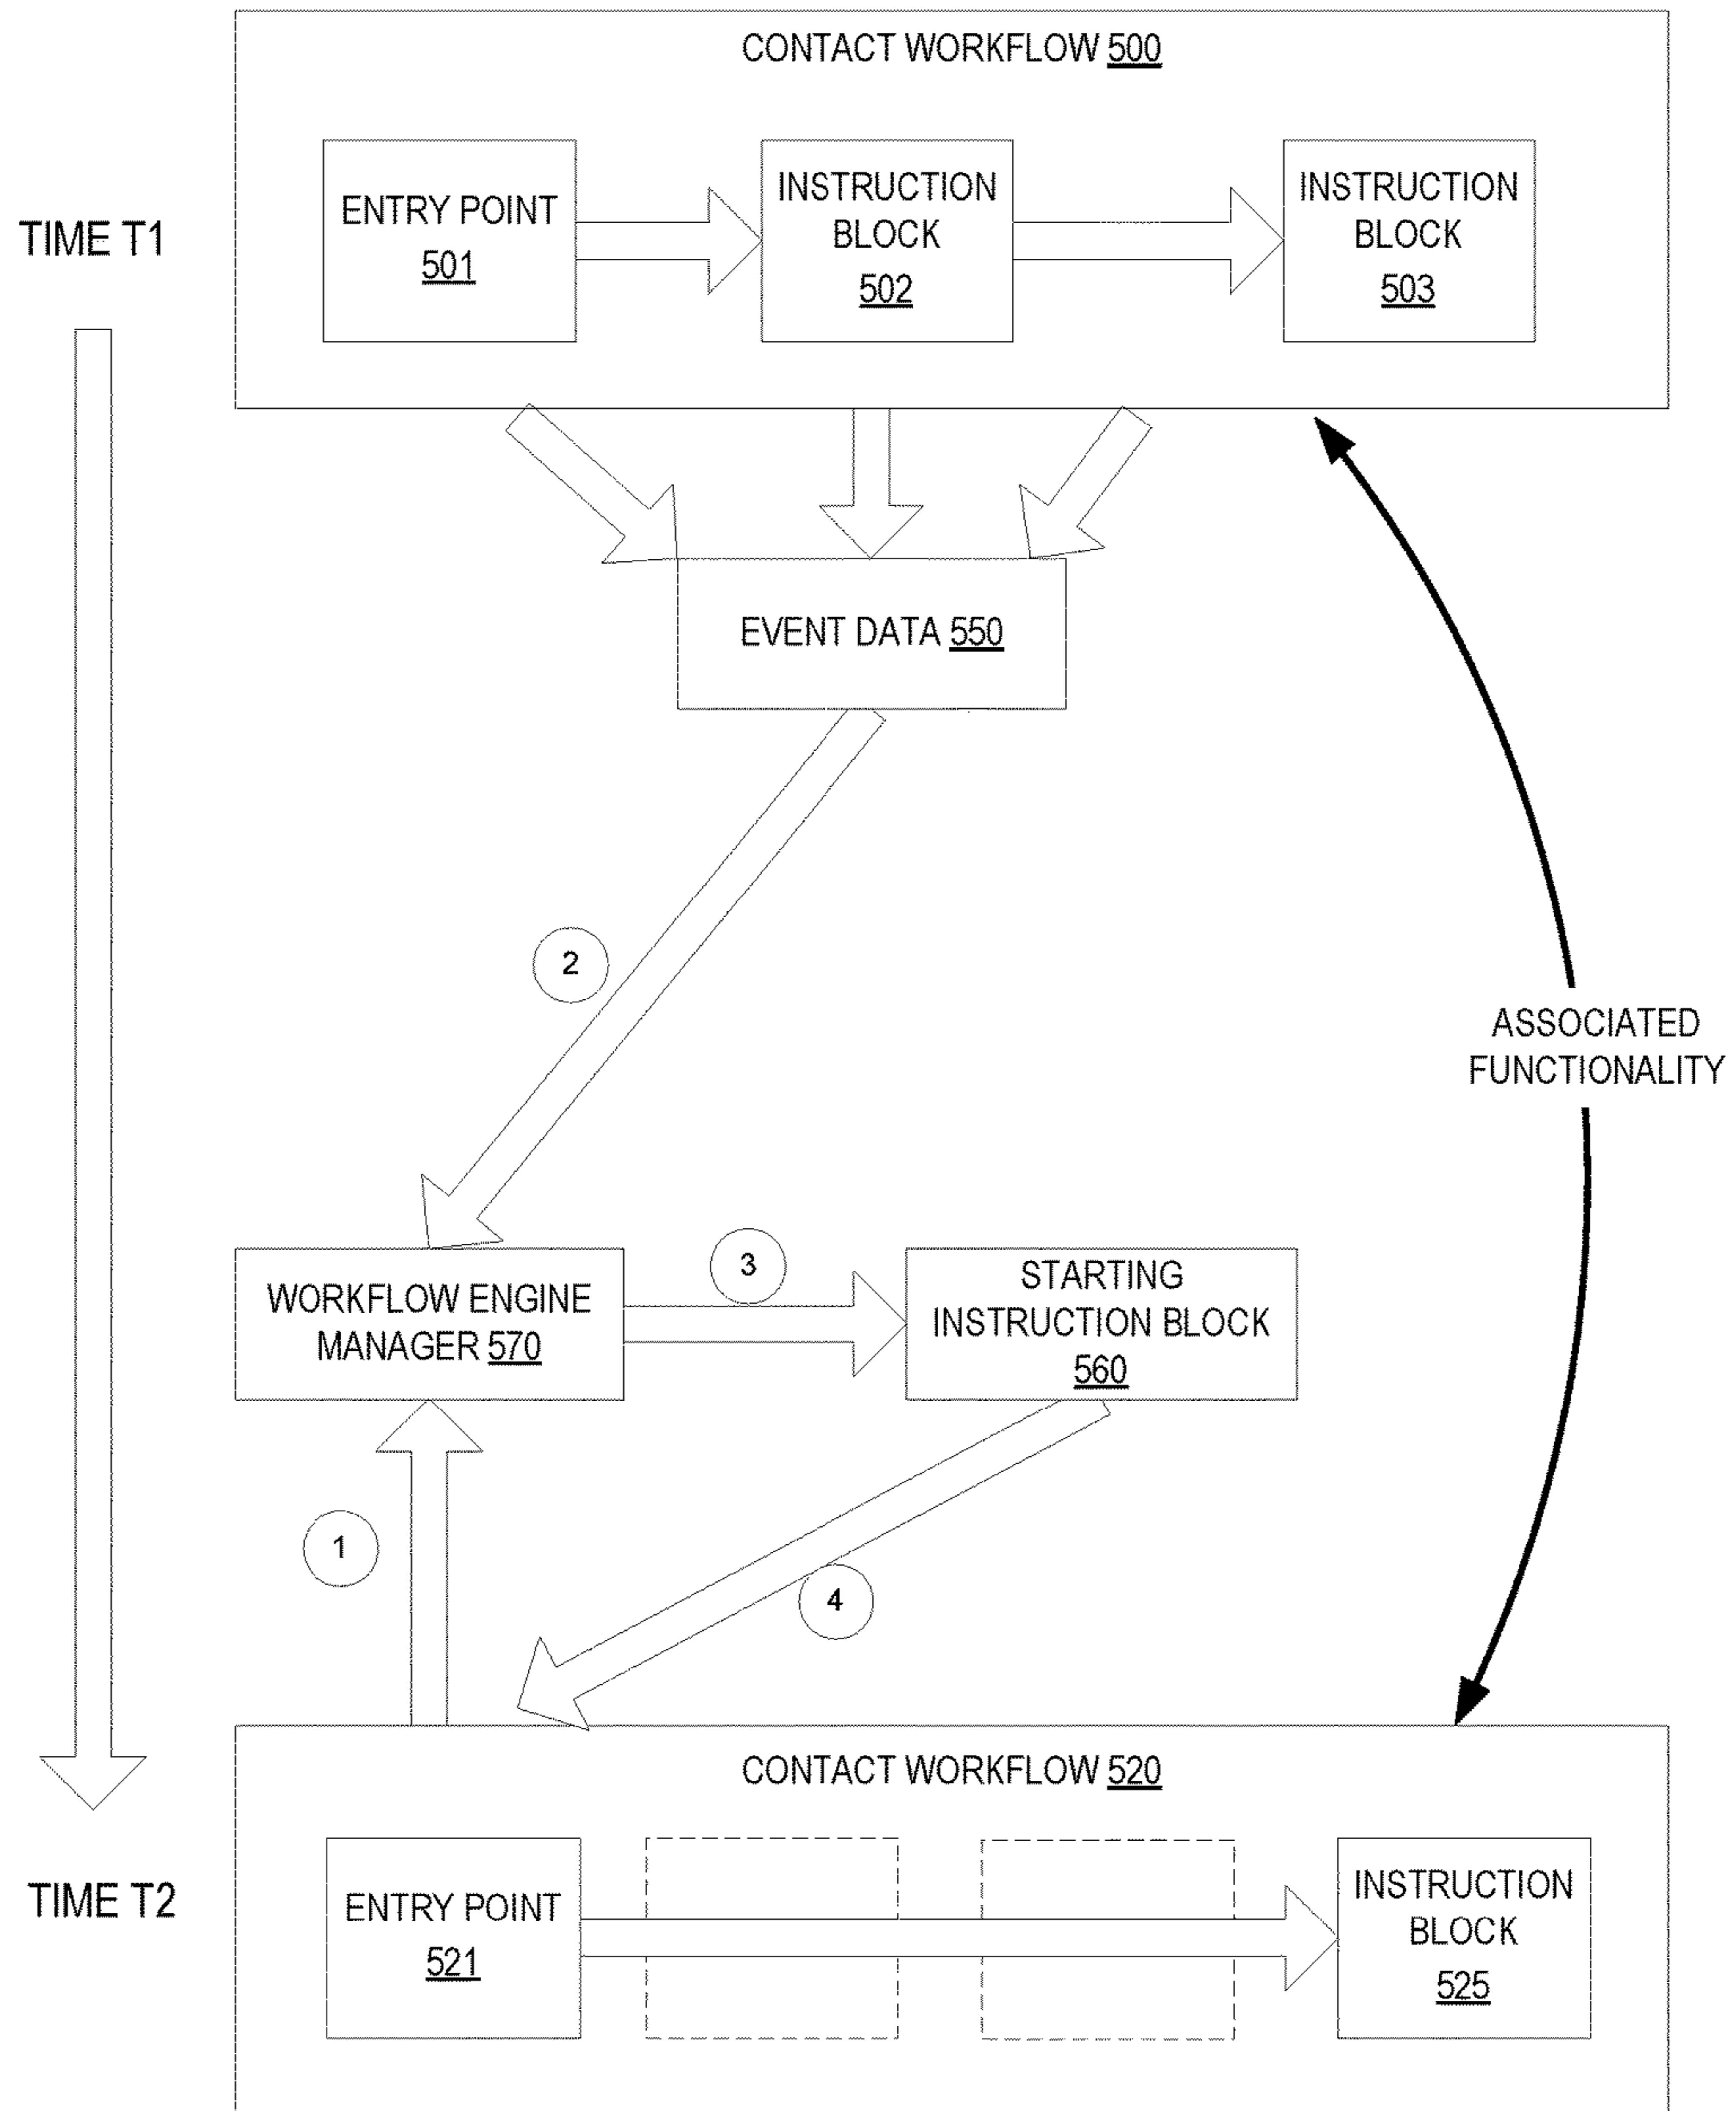 CONTACT WORKFLOW 500
TIME T1
ENTRY POINT
501
INSTRUCTION
BLOCK
502
INSTRUCTION
BLOCK
503
EVENT DATA 550
2
ASSOCIATED
FUNCTIONALITY
WORKFLOW ENGINE
MANAGER 570
3
STARTING
INSTRUCTION BLOCK
560
1
4
CONTACT WORKFLOW 520
TIME T2
ENTRY POINT
521
INSTRUCTION
BLOCK
525